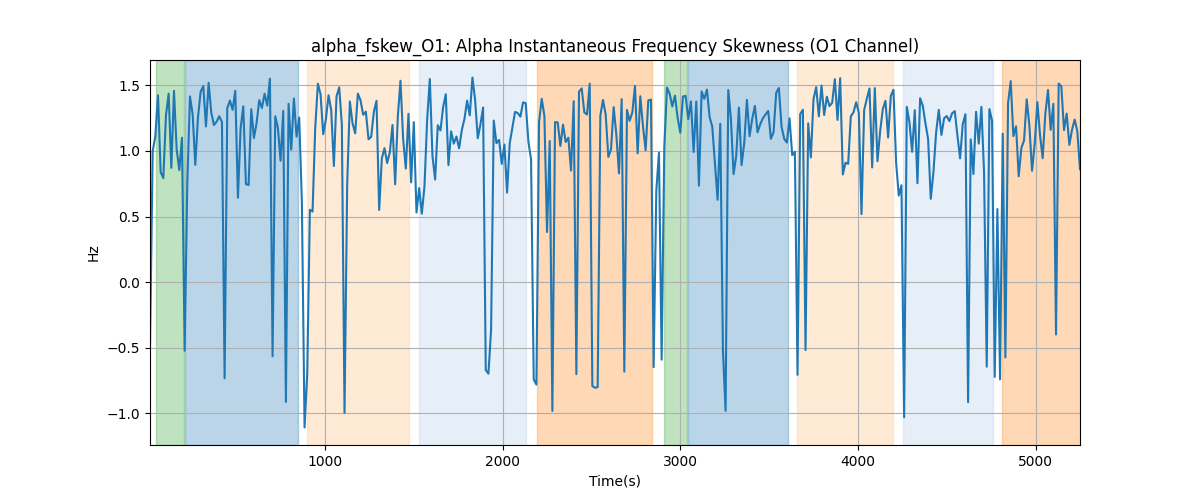 alpha_fskew_O1: Alpha Instantaneous Frequency Skewness (O1 Channel)
1.5
1.0
0.5
0.0
−0.5
−1.0
Hz
1000 2000 3000 4000 5000
Time(s)